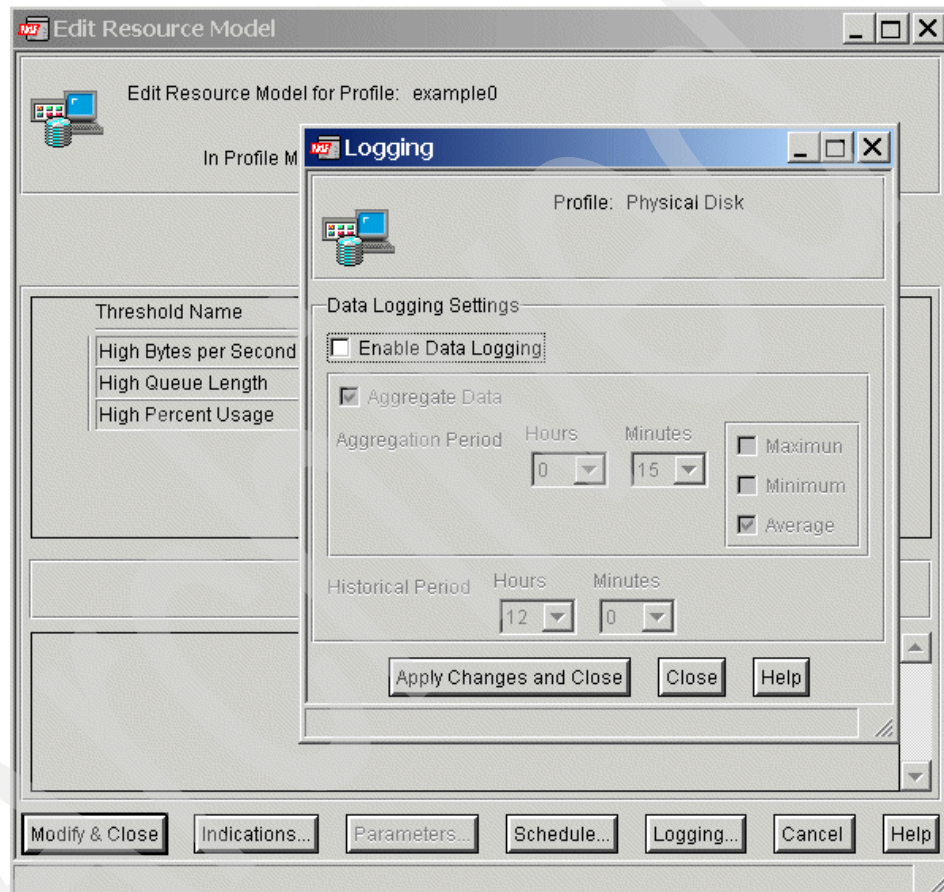 Edit Resource Model
Edit Resource Model for Profile: example0
In Profile M
Logging
Profile: Physical Disk
Threshold Name
High Bytes per Second
High Queue Length
High Percent Usage
Data Logging Settings
Enable Data Logging
Aggregate Data
Aggregation Period
Hours
Minutes
0
15
Maximun
Minimum
Average
Historical Period
Hours
Minutes
12
0
Apply Changes and Close
Close
Help
Modify & Close
Indications...
Parameters...
Schedule...
Logging...
Cancel
Help